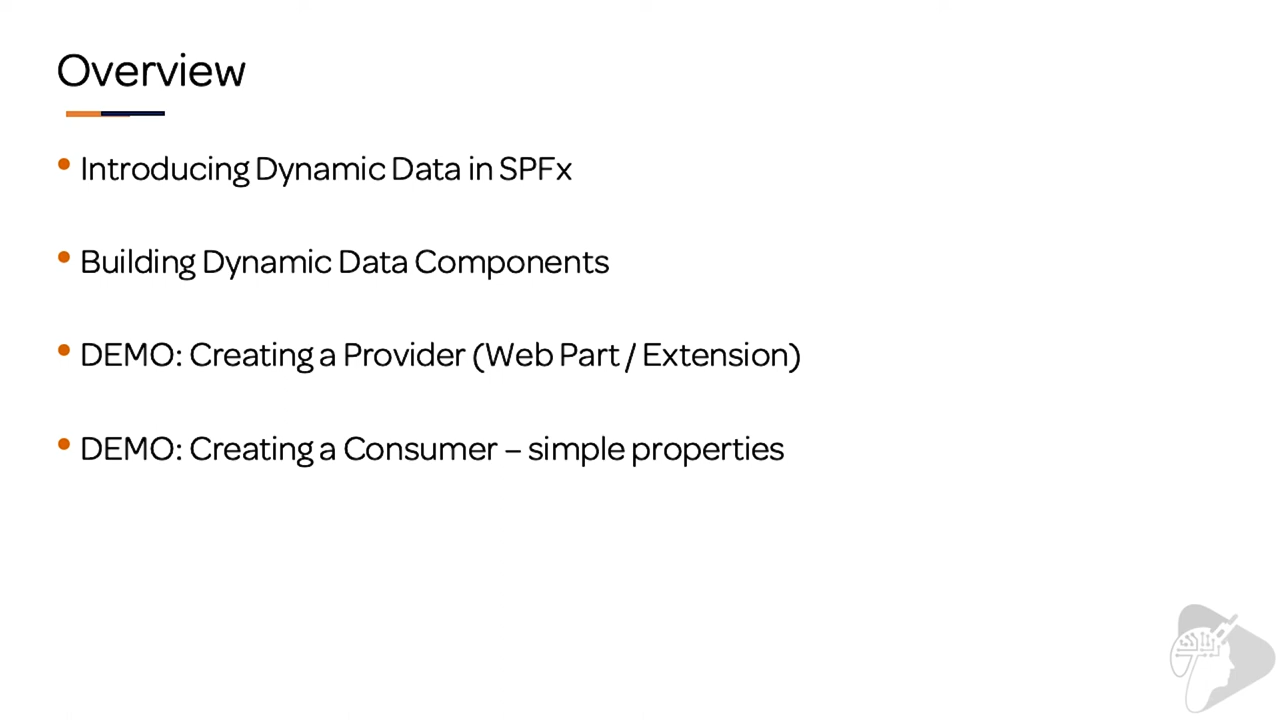 Overview
• Introducing Dynamic Data in SPFx
• Building Dynamic Data Components
• DEMO: Creating a Provider (Web Part / Extension)
• DEMO: Creating a Consumer – simple properties